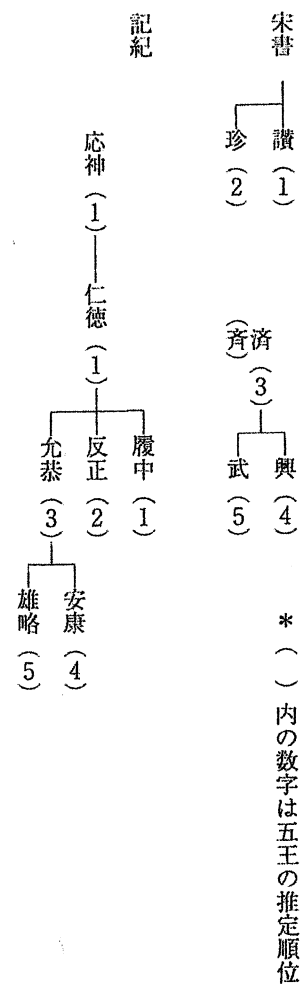 宋書
讃(1)
珍(2)
済(3)
(斉)
興(4)
武(5)
*( )内の数字は五王の推定順位
記紀
応神(1)
仁徳(1)
履中(1)
反正(2)
允恭(3)
安康(4)
雄略(5)